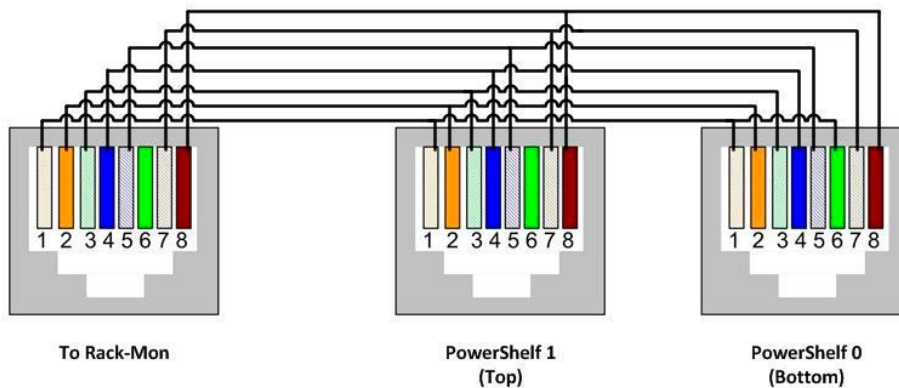 1 2 3 4 5 6 7 8
1 2 3 4 5 6 7 8
1 2 3 4 5 6 7 8
To Rack-Mon
PowerShelf 1
(Top)
PowerShelf 0
(Bottom)